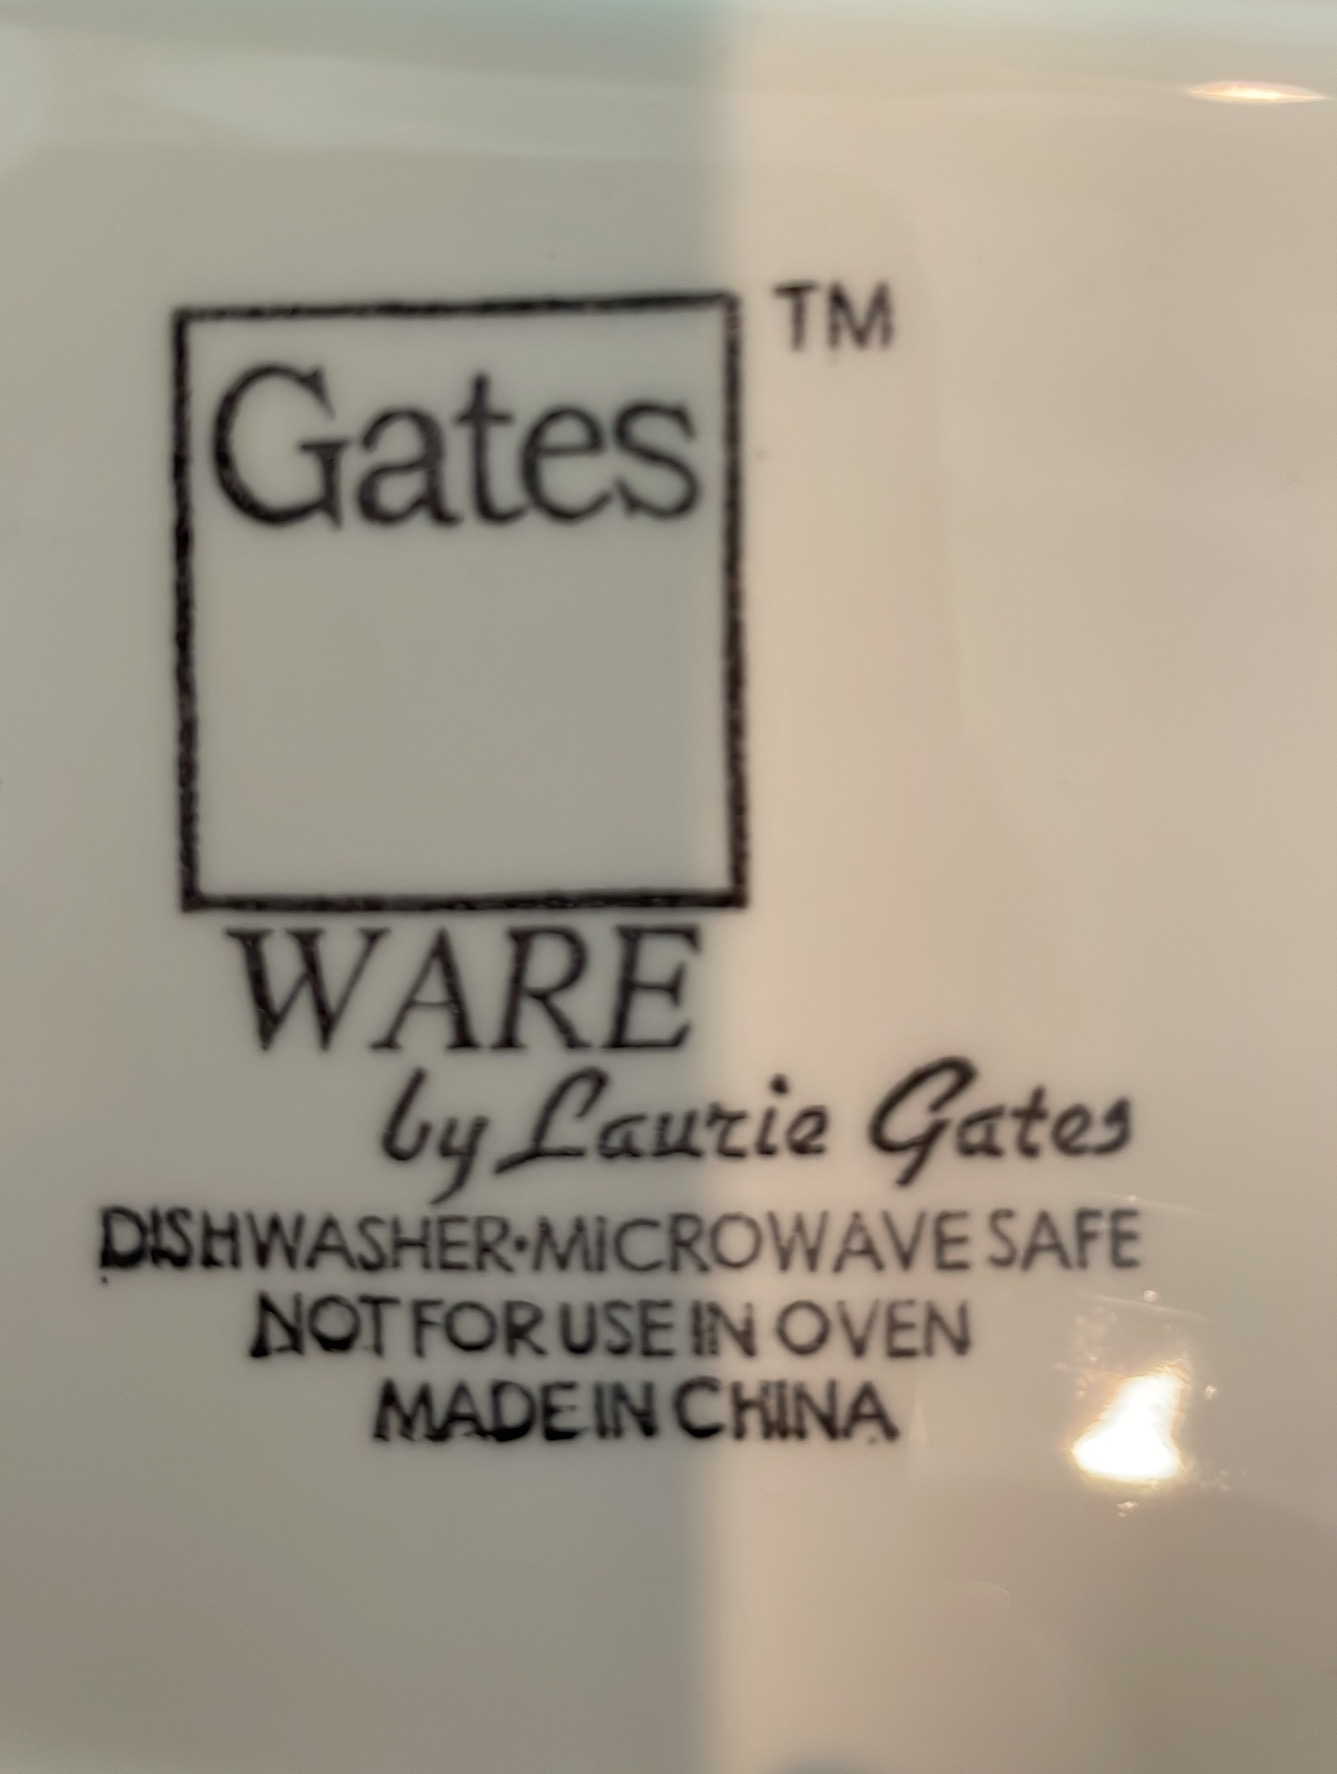 Gates
TM
WARE
by Laurie Gates
DISHWASHER•MICROWAVE SAFE
NOT FOR USE IN OVEN
MADE IN CHINA